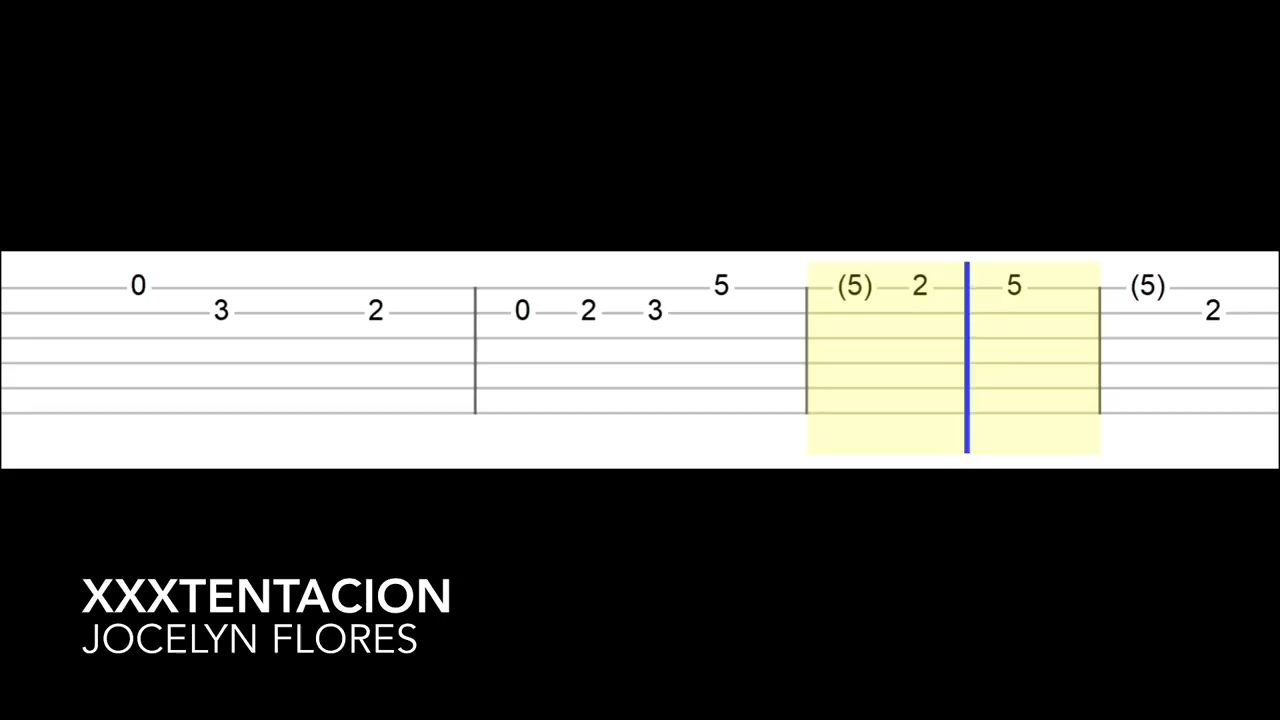 0 5 (5) 2 5 (5)
3 2 0 2 3 2
XXXTENTACION
JOCELYN FLORES